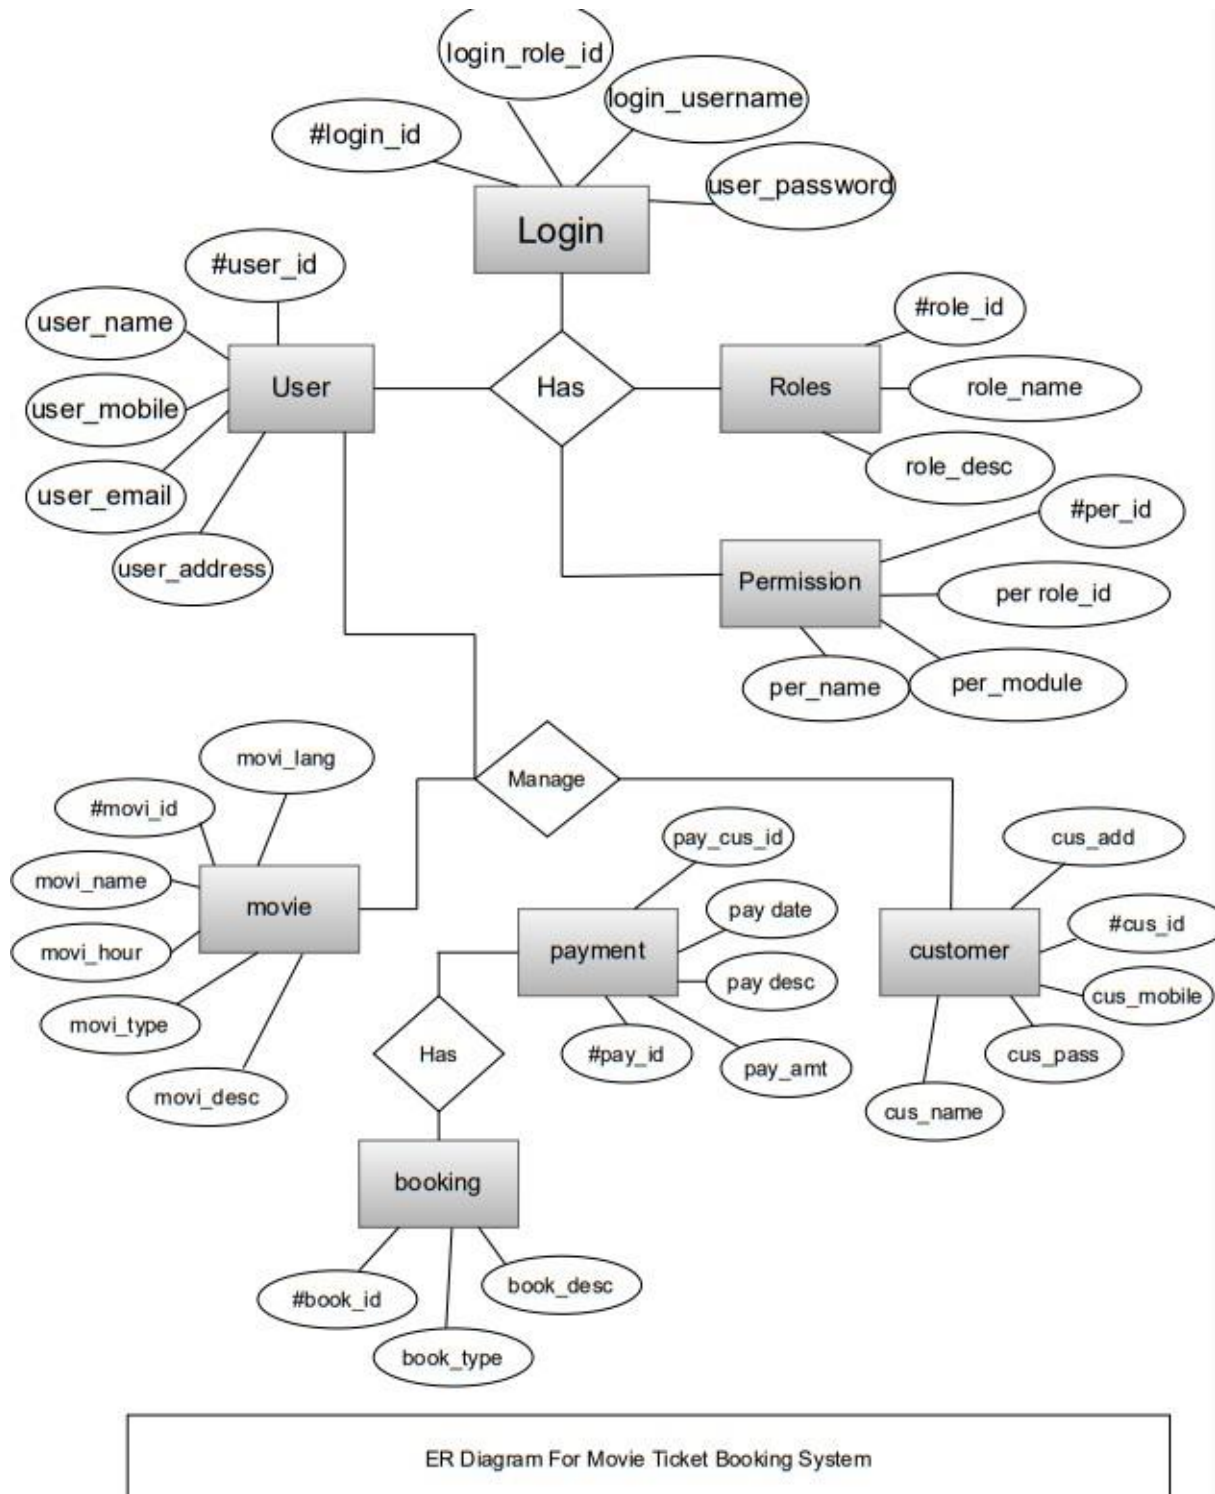 login_role_id
login_username
#login_id
user_password
Login
#user_id
user_name
user_mobile
user_email
user_address
User
Has
Roles
#role_id
role_name
role_desc
Permission
#per_id
per role_id
per_module
per_name
Manage
movi_lang
#movi_id
movi_name
movi_hour
movi_type
movi_desc
movie
pay_cus_id
pay date
pay desc
pay_amt
#pay_id
payment
cus_add
#cus_id
cus_mobile
cus_pass
cus_name
customer
Has
booking
#book_id
book_desc
book_type
ER Diagram For Movie Ticket Booking System